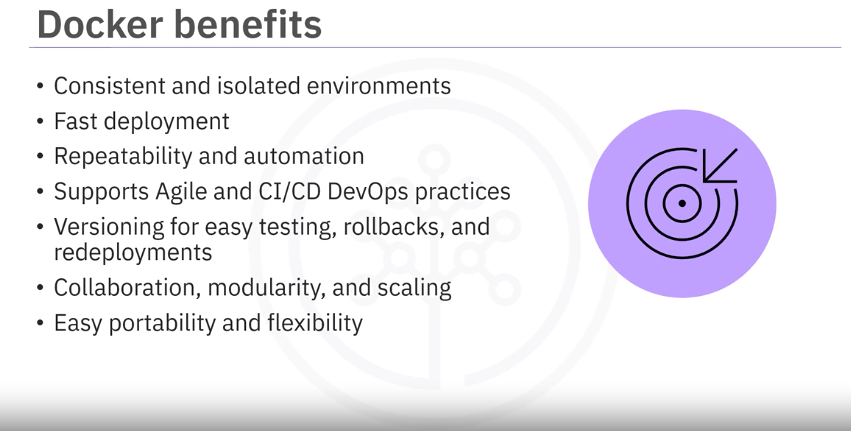 Docker benefits
• Consistent and isolated environments
• Fast deployment
• Repeatability and automation
• Supports Agile and CI/CD DevOps practices
• Versioning for easy testing, rollbacks, and
redeployments
• Collaboration, modularity, and scaling
• Easy portability and flexibility